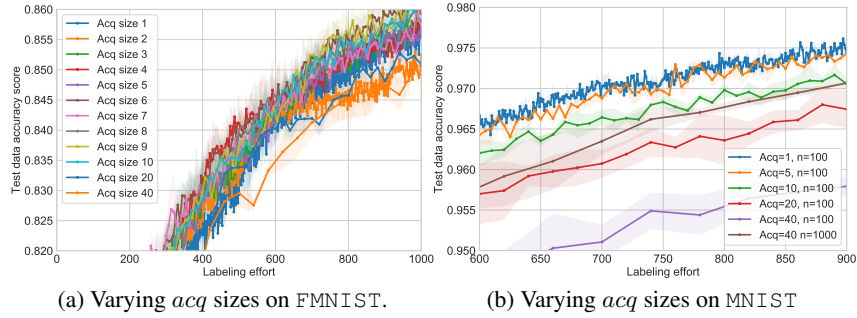 0.860
0.855
0.850
0.845
0.840
0.835
0.830
0.825
0.820
Test data accuracy score
Acq size 1
Acq size 2
Acq size 3
Acq size 4
Acq size 5
Acq size 6
Acq size 7
Acq size 8
Acq size 9
Acq size 10
Acq size 20
Acq size 40
0 200 400 600 800 1000
Labeling effort
(a) Varying acq sizes on FMNIST.
0.980
0.975
0.970
0.965
0.960
0.955
0.950
Test data accuracy score
Acq=1, n=100
Acq=5, n=100
Acq=10, n=100
Acq=20, n=100
Acq=40, n=100
Acq=40 n=1000
600 650 700 750 800 850 900
Labeling effort
(b) Varying acq sizes on MNIST